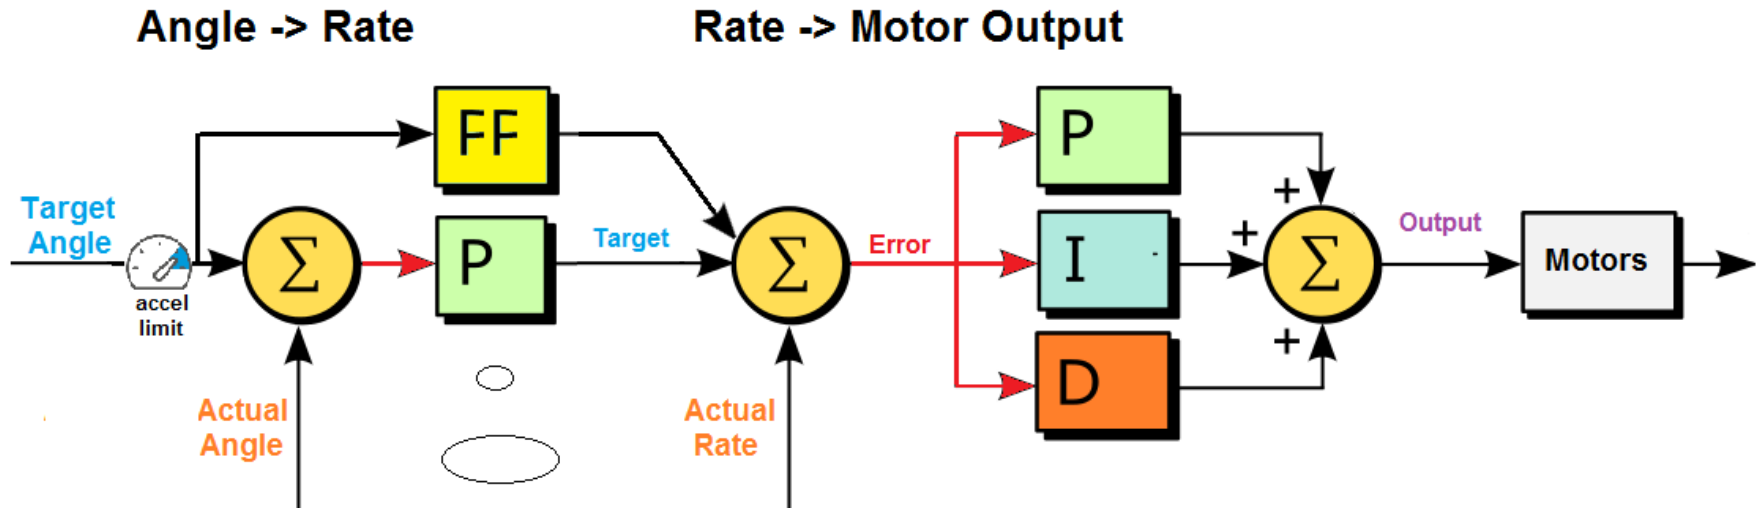 Angle -> Rate
Rate -> Motor Output
FF
P
Target
Angle
accel
limit
Σ
P
Target
Σ
Error
P
I
D
+
+
+
Σ
Output
Motors
Actual
Angle
Actual
Rate